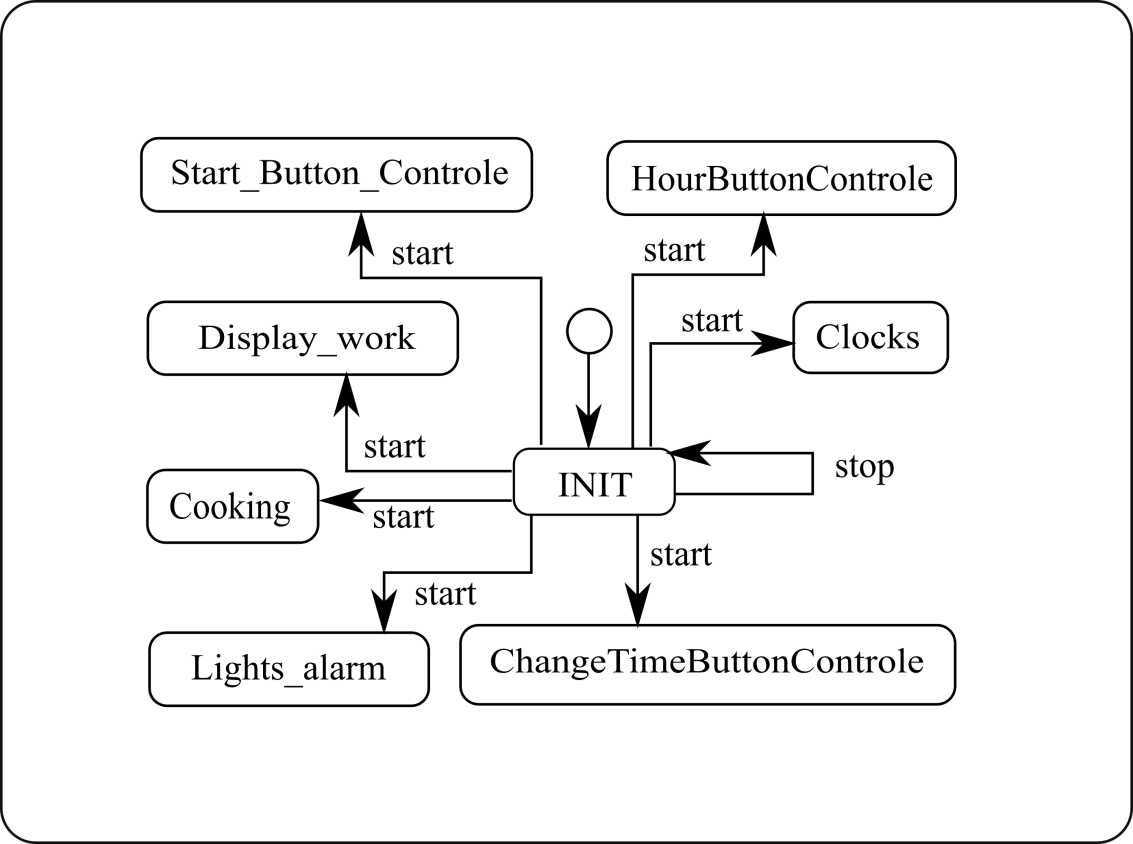 Start_Button_Controle
HourButtonControle
start
start
Display_work
start
Clocks
start
INIT
stop
Cooking
start
start
start
Lights_alarm
ChangeTimeButtonControle